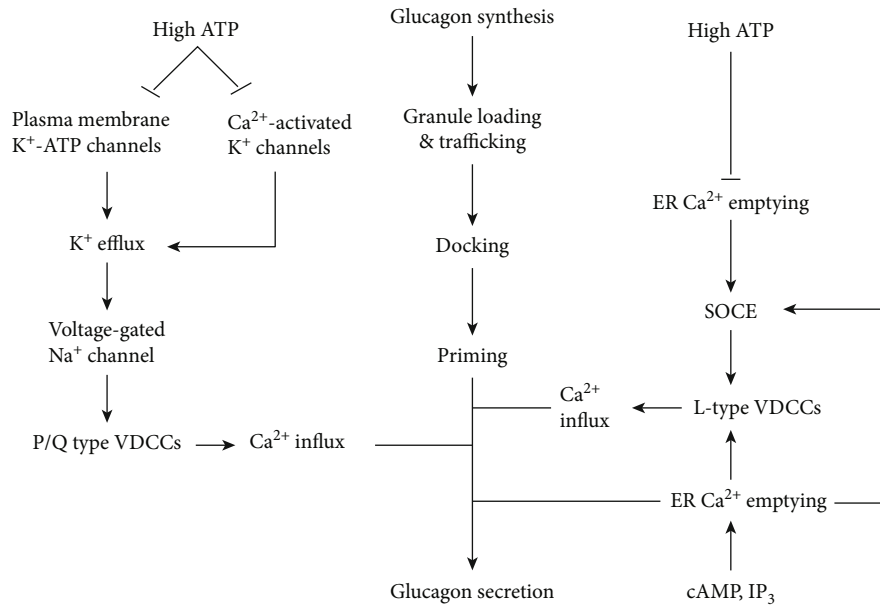 High ATP
Plasma membrane
K⁺-ATP channels
Ca²⁺-activated
K⁺ channels
K⁺ efflux
Voltage-gated
Na⁺ channel
P/Q type VDCCs
Ca²⁺ influx
Glucagon synthesis
Granule loading
& trafficking
Docking
Priming
Glucagon secretion
High ATP
ER Ca²⁺ emptying
SOCE
L-type VDCCs
Ca²⁺
influx
ER Ca²⁺ emptying
cAMP, IP₃